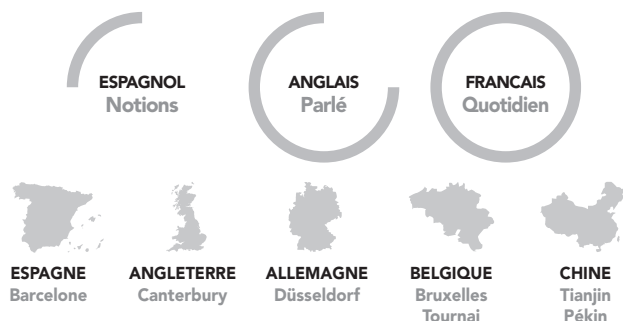 ESPAGNOL
Notions
ANGLAIS
Parlé
FRANCAIS
Quotidien
ESPAGNE
Barcelone
ANGLETERRE
Canterbury
ALLEMAGNE
Düsseldorf
BELGIQUE
Bruxelles
Tournai
CHINE
Tianjin
Pékin